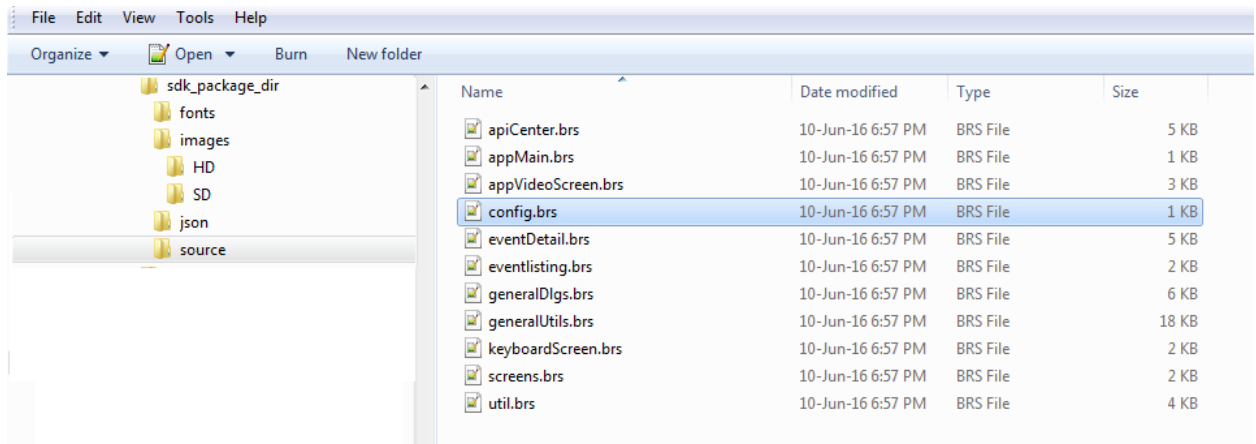 File Edit View Tools Help
Organize Open Burn New folder
sdk_package_dir
fonts
images
HD
SD
json
source
Name Date modified Type Size
apiCenter.brs 10-Jun-16 6:57 PM BRS File 5 KB
appMain.brs 10-Jun-16 6:57 PM BRS File 1 KB
appVideoScreen.brs 10-Jun-16 6:57 PM BRS File 3 KB
config.brs 10-Jun-16 6:57 PM BRS File 1 KB
eventDetail.brs 10-Jun-16 6:57 PM BRS File 5 KB
eventlisting.brs 10-Jun-16 6:57 PM BRS File 2 KB
generalDlgs.brs 10-Jun-16 6:57 PM BRS File 6 KB
generalUtils.brs 10-Jun-16 6:57 PM BRS File 18 KB
keyboardScreen.brs 10-Jun-16 6:57 PM BRS File 2 KB
screens.brs 10-Jun-16 6:57 PM BRS File 2 KB
util.brs 10-Jun-16 6:57 PM BRS File 4 KB